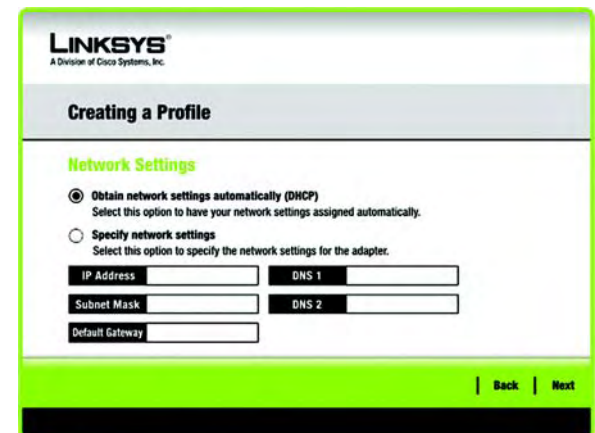 LINKSYS®
A Division of Cisco Systems, Inc.
Creating a Profile
Network Settings
Obtain network settings automatically (DHCP)
Select this option to have your network settings assigned automatically.
Specify network settings
Select this option to specify the network settings for the adapter.
IP Address DNS 1
Subnet Mask DNS 2
Default Gateway
Back Next